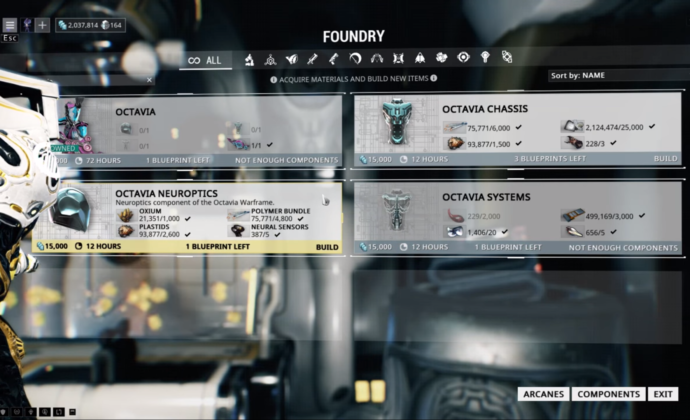 2,037,814 164
Esc
FOUNDRY
ALL
ACQUIRE MATERIALS AND BUILD NEW ITEMS
Sort by: NAME
OCTAVIA
0/1 0/1
0/1 1/1
OWNED
72 HOURS 1 BLUEPRINT LEFT NOT ENOUGH COMPONENTS
OCTAVIA CHASSIS
75,771/6,000 2,124,474/25,000
93,877/1,500 228/3
15,000 12 HOURS 3 BLUEPRINTS LEFT BUILD
OCTAVIA NEUROPTICS
Neuroptics component of the Octavia Warframe.
OXIUM POLYMER BUNDLE
21,351/1,000 75,771/4,800
PLASTIDS NEURAL SENSORS
93,877/2,600 387/5
15,000 12 HOURS 1 BLUEPRINT LEFT BUILD
OCTAVIA SYSTEMS
229/2,000 499,169/3,000
1,406/20 656/5
15,000 12 HOURS 1 BLUEPRINT LEFT NOT ENOUGH COMPONENTS
ARCANES COMPONENTS EXIT